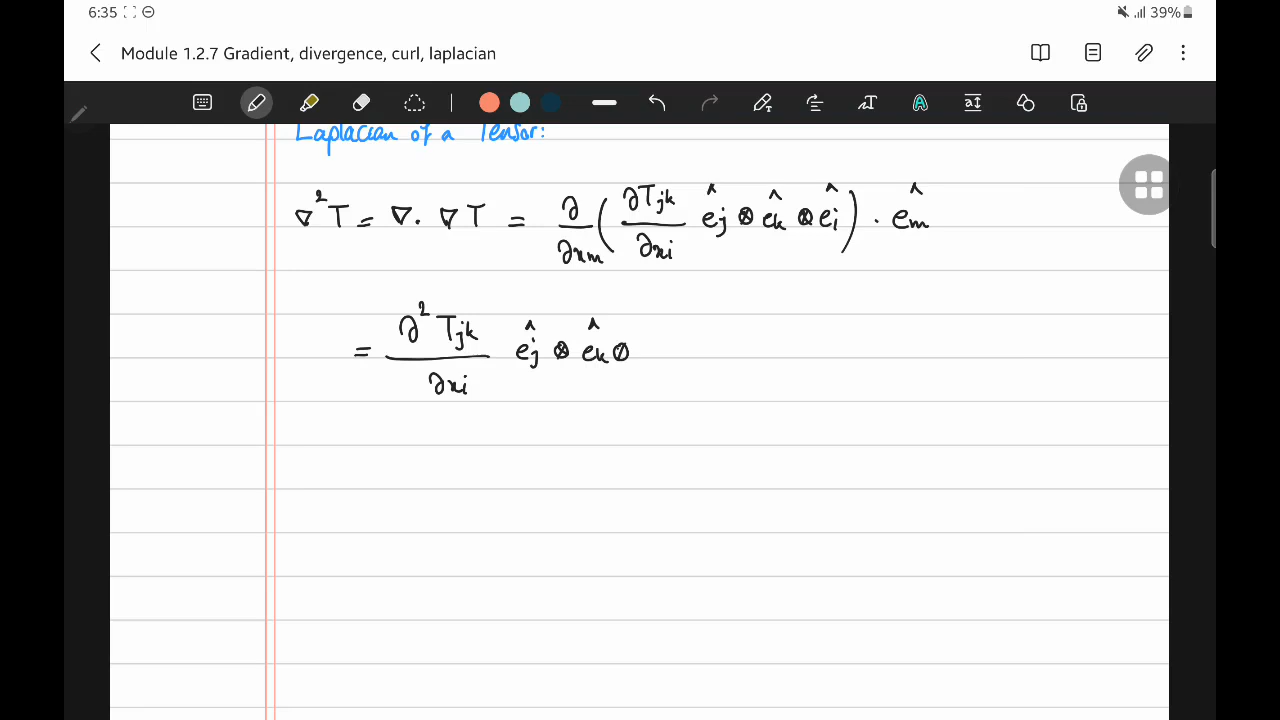 6:35 39%
Module 1.2.7 Gradient, divergence, curl, laplacian
Laplacian of a Tensor:
∇²T = ∇· ∇T = ∂/∂xm (∂Tjk/∂xi êj ⊗ êk ⊗ êi) · êm
= ∂²Tjk/∂xi êj ⊗ êk ⊘